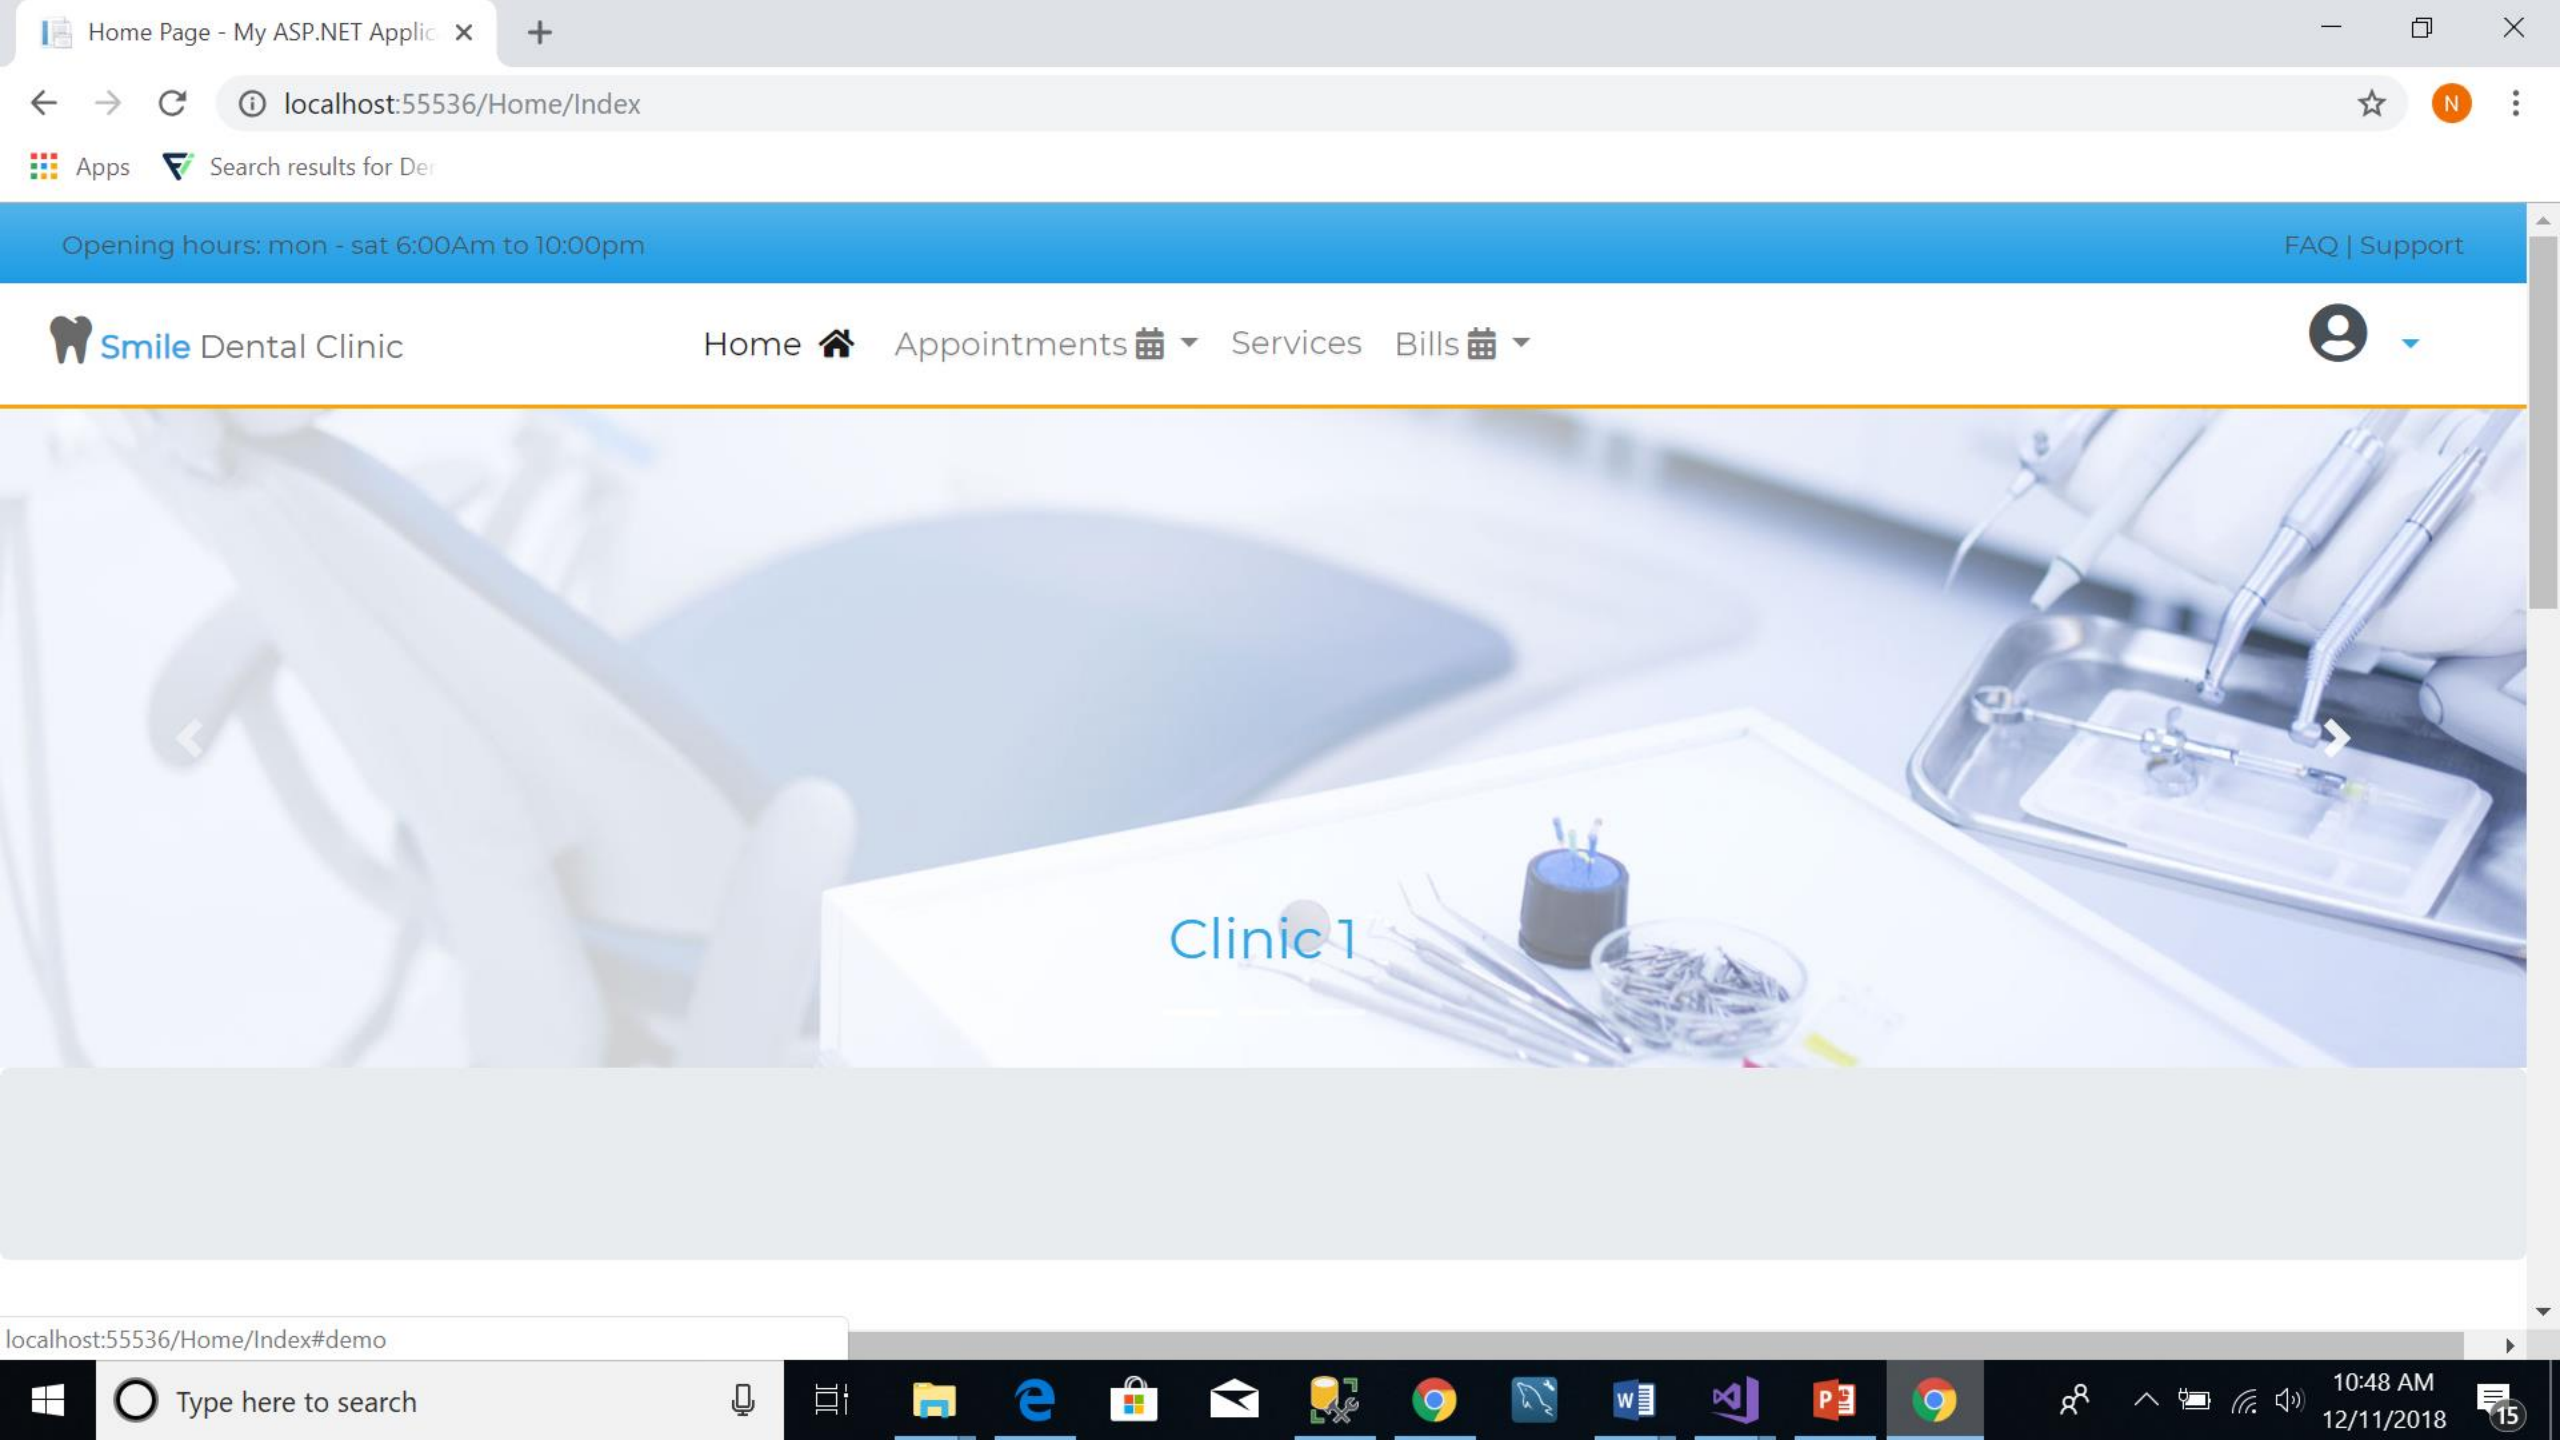 Home Page - My ASP.NET Applic
localhost:55536/Home/Index
N
Apps
Search results for Der
Opening hours: mon - sat 6:00Am to 10:00pm
FAQ | Support
Smile Dental Clinic
Home
Appointments
Services
Bills
Clinic 1
localhost:55536/Home/Index#demo
Type here to search
10:48 AM
12/11/2018
15